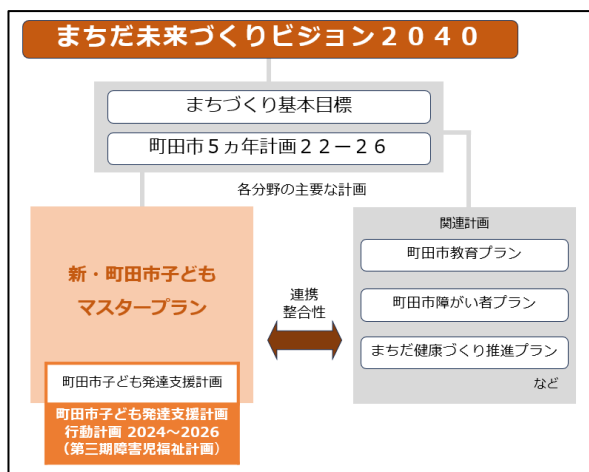 まちだ未来づくりビジョン２０４０
まちづくり基本目標
町田市５ヵ年計画２２－２６
各分野の主要な計画
新・町田市子ども
マスタープラン
町田市子ども発達支援計画
町田市子ども発達支援計画
行動計画 2024～2026
（第三期障害児福祉計画）
連携
整合性
関連計画
町田市教育プラン
町田市障がい者プラン
まちだ健康づくり推進プラン
など